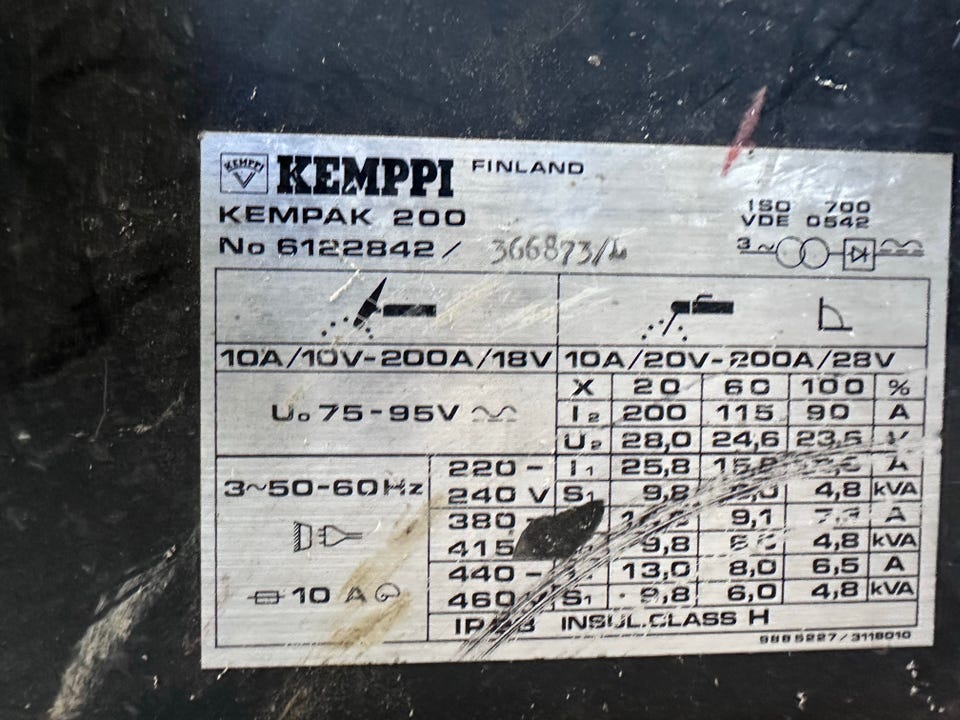 KEMPPI KEMPPI FINLAND
KEMPAK 200
No 6122842/ 366873/4
ISO 700
VDE 0542
3~
10A/10V-200A/18V
10A/20V-200A/28V
U₀ 75-95V
X 20 60 100 %
I₂ 200 115 90 A
U₂ 28,0 24,6 23,6 V
3~50-60Hz
220-240V I₁ 25,8 A
S₁ 9,8 4,8 kVA
380-415 9,1 A
9,8 4,8 kVA
440-460 13,0 8,0 6,5 A
S₁ 9,8 6,0 4,8 kVA
10 A
INSUL.CLASS H
9885227/3118010